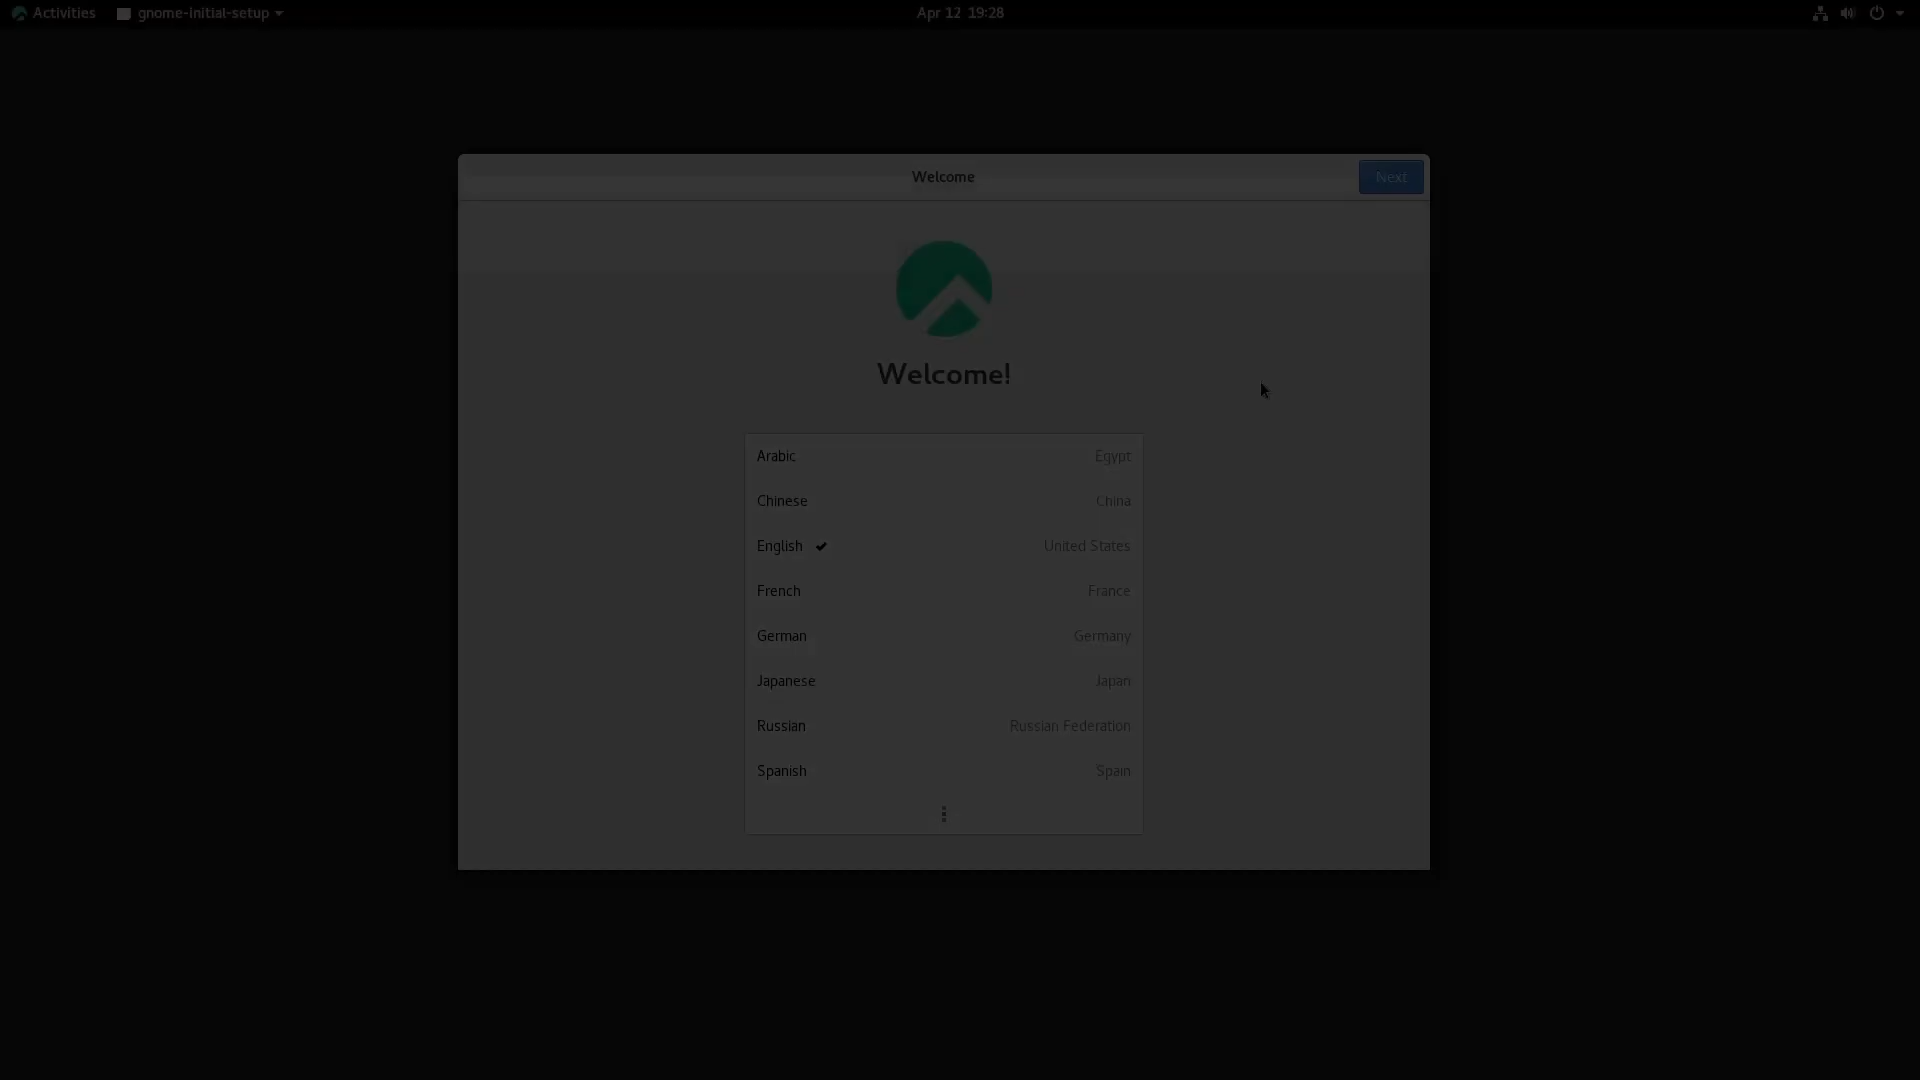 Activities gnome-initial-setup Apr 12 19:28
Welcome Next
Welcome!
Arabic Egypt
Chinese China
English United States
French France
German Germany
Japanese Japan
Russian Russian Federation
Spanish Spain